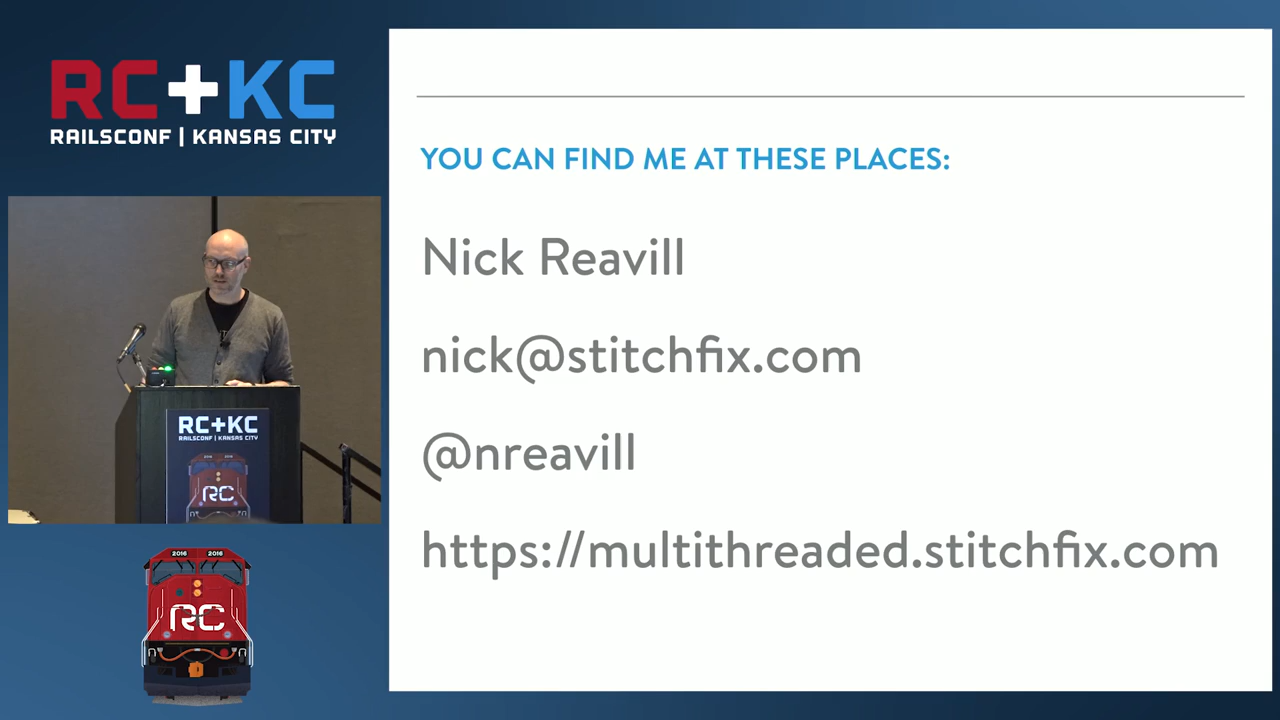 RC+KC
RAILSCONF | KANSAS CITY
YOU CAN FIND ME AT THESE PLACES:
Nick Reavill
nick@stitchfix.com
@nreavill
https://multithreaded.stitchfix.com
RC+KC
RAILSCONF | KANSAS CITY
RC
2016 2016
RC